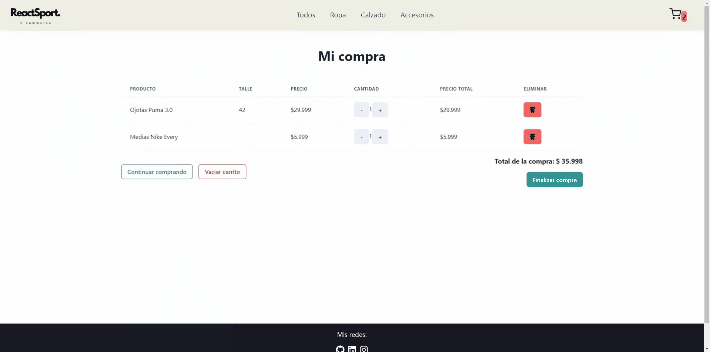 ReactSport.
e-commerce
Todos Ropa Calzado Accesorios
2
Mi compra
PRODUCTO TALLE PRECIO CANTIDAD PRECIO TOTAL ELIMINAR
Ojotas Puma 3.0 42 $29.999 - 1 + $29.999
Medias Nike Every $5.999 - 1 + $5.999
Total de la compra: $ 35.998
Continuar comprando Vaciar carrito
Finalizar compra
Mis redes: